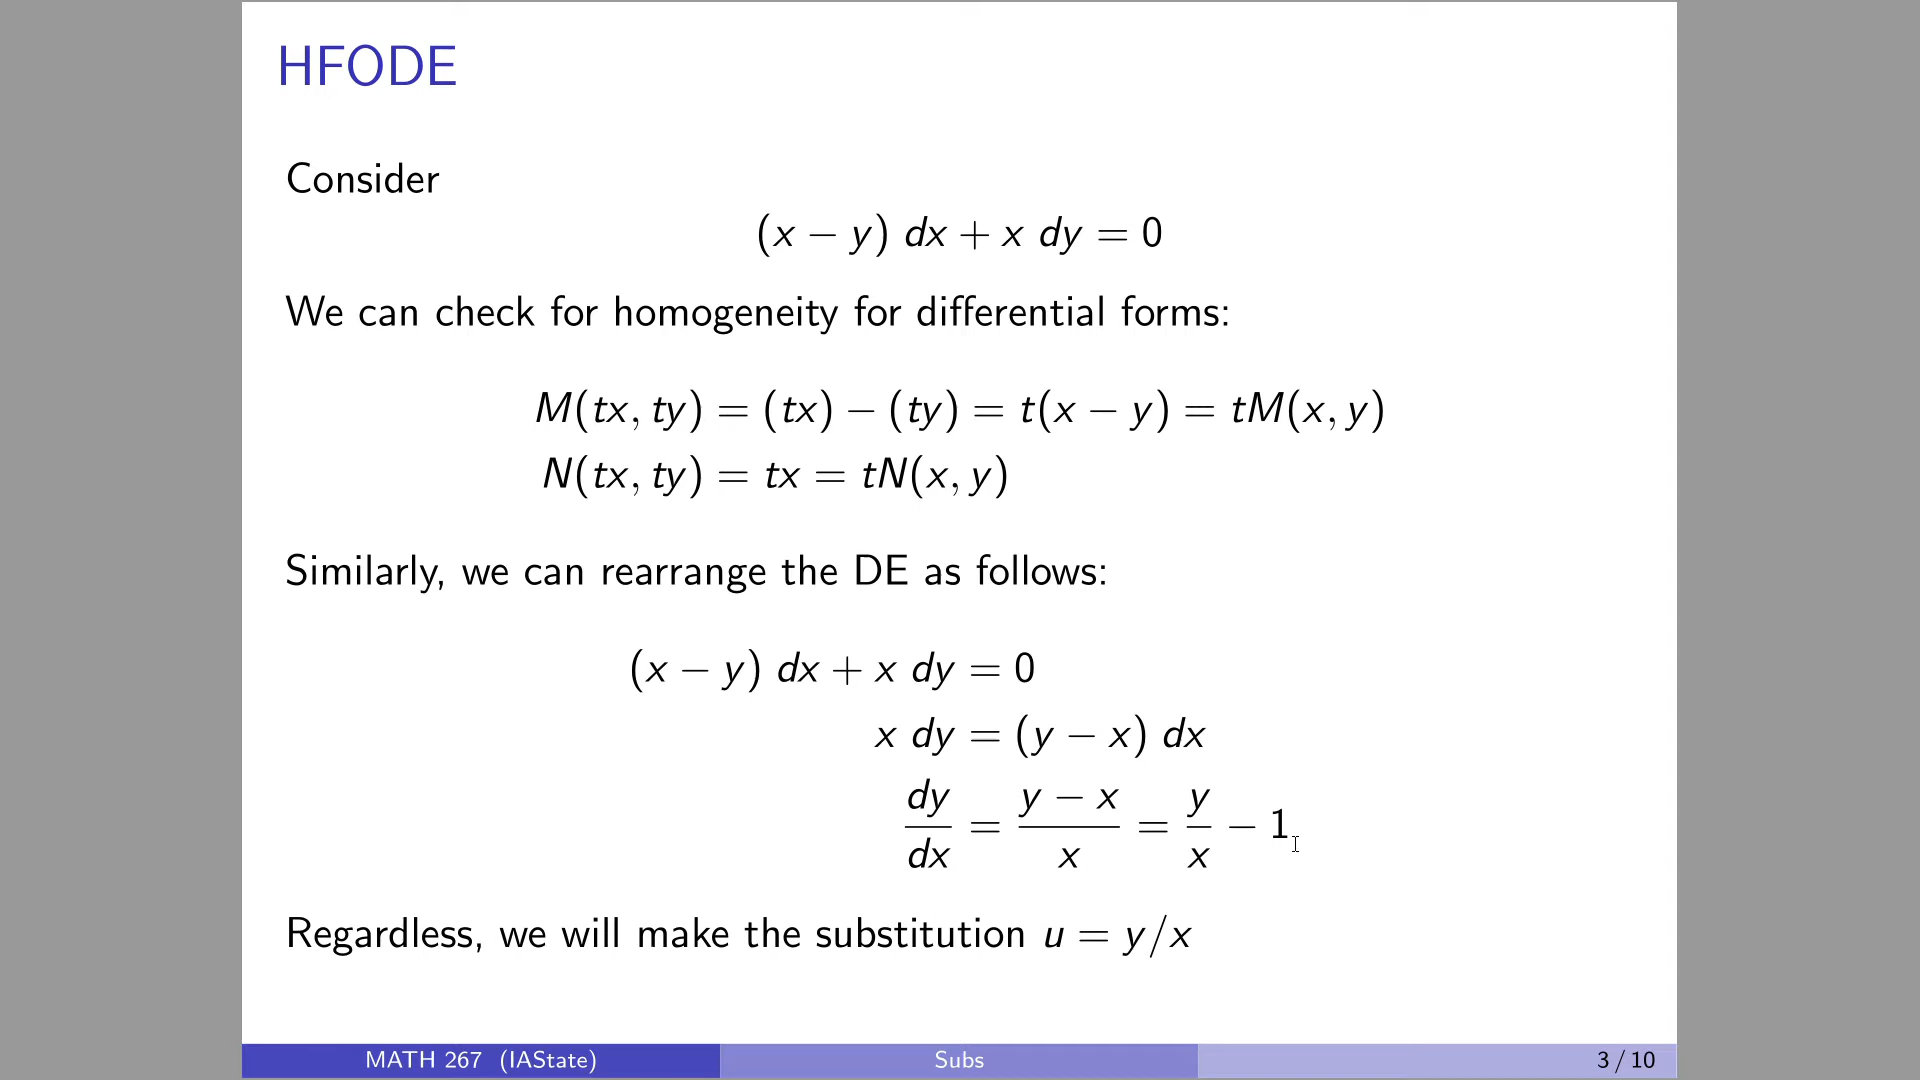 HFODE
Consider
(x − y) dx + x dy = 0
We can check for homogeneity for differential forms:
M(tx, ty) = (tx) − (ty) = t(x − y) = tM(x, y)
N(tx, ty) = tx = tN(x, y)
Similarly, we can rearrange the DE as follows:
(x − y) dx + x dy = 0
x dy = (y − x) dx
dy/dx = (y − x)/x = y/x − 1
Regardless, we will make the substitution u = y/x
MATH 267 (IAState) Subs 3 / 10